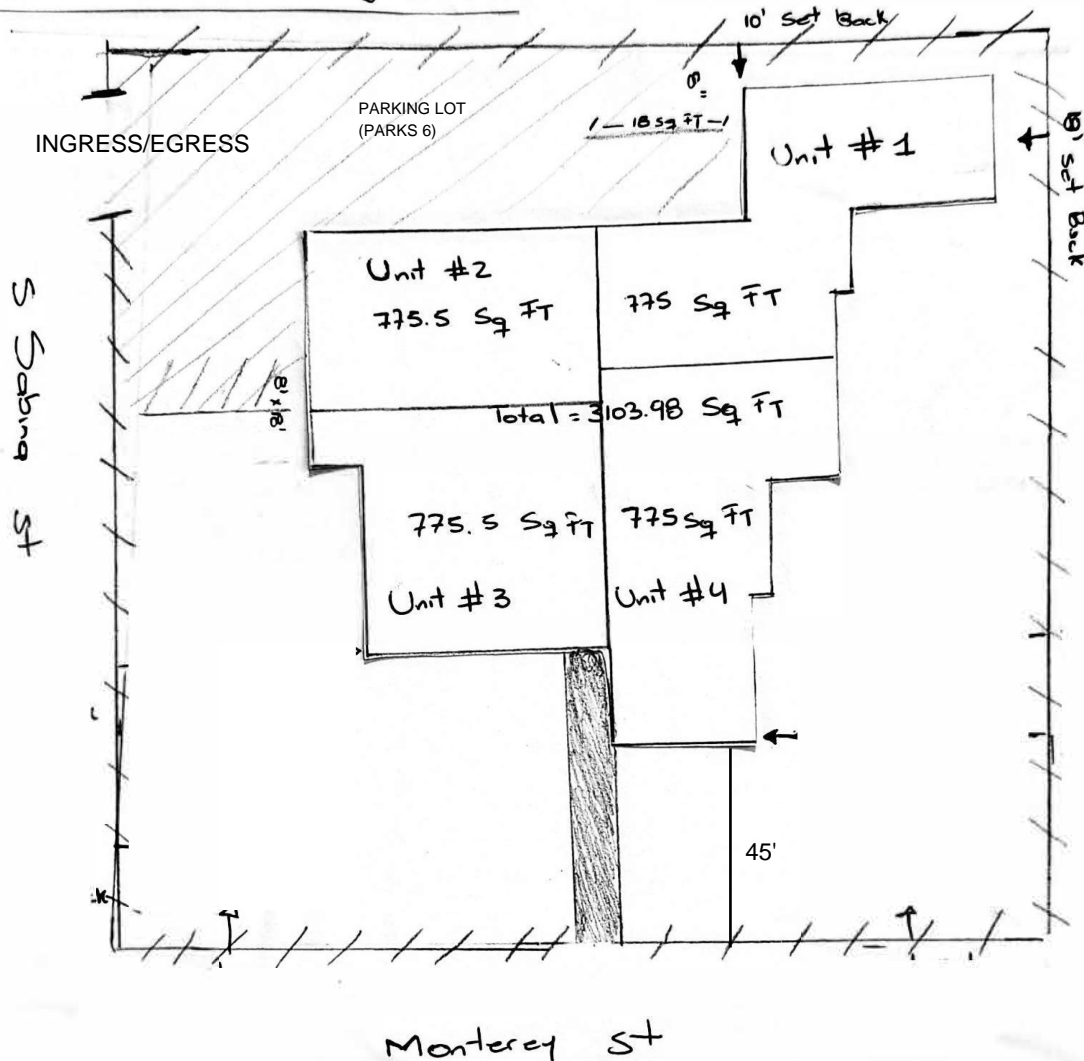 10' Set Back
PARKING LOT
(PARKS 6)
INGRESS/EGRESS
18 Sq FT
Unit #1
10' Set Back
Unit #2
775.5 Sq FT
775 Sq FT
8'x18'
Total = 3103.98 Sq FT
S Sabina St
775.5 Sq FT
775 Sq FT
Unit #3
Unit #4
45'
Monterey St